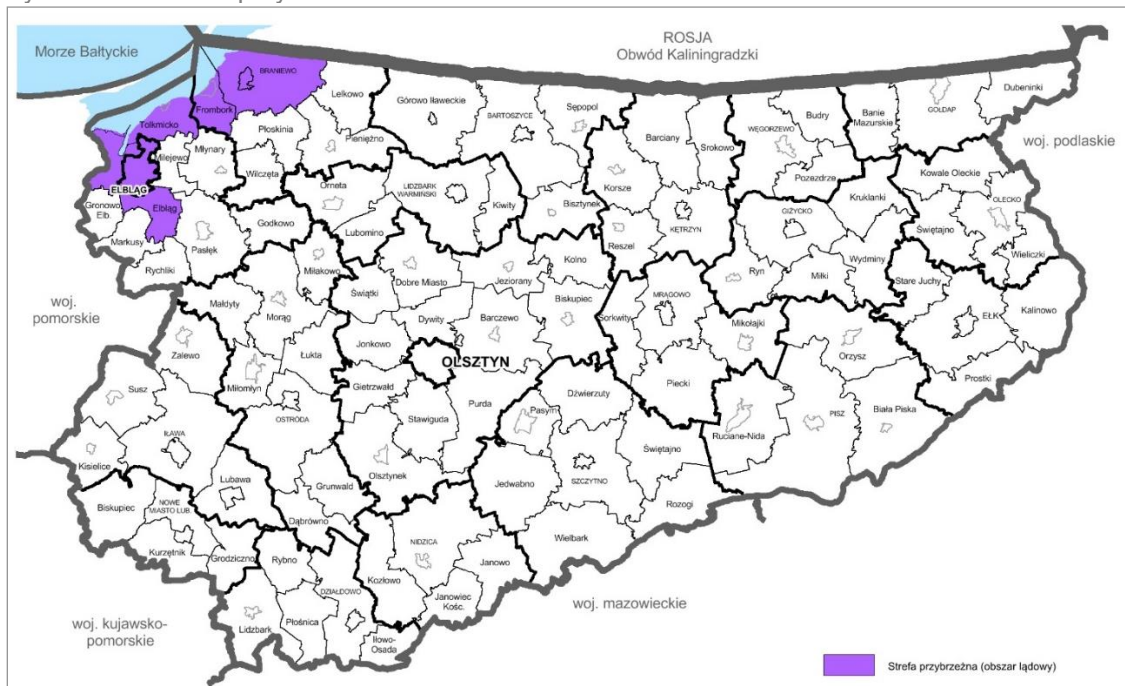 Morze Bałtyckie
ROSJA
Obwód Kaliningradzki
BRANIEWO
Lelkowo
Górowo Iławeckie
BARTOSZYCE
Sępopol
Barciany
Srokowo
WĘGORZEWO
Budry
Banie
Mazurskie
GOŁDAP
Dubeninki
woj. podlaskie
Frombork
Tolkmicko
Płoskinia
Pieniężno
Milejewo
Młynary
Wilczęta
Orneta
LIDZBARK
WARMIŃSKI
Kiwity
Bisztynek
Korsze
Reszel
KĘTRZYN
Pozezdrze
Kruklanki
Kowale Oleckie
OLECKO
Świętajno
Wieliczki
ELBLĄG
Gronowo
Elb.
Elbląg
Markusy
Pasłęk
Rychliki
Godkowo
Lubomino
Miłakowo
Dobre Miasto
Jeziorany
Kolno
GIŻYCKO
Ryn
Miłki
Wydminy
Stare Juchy
EŁK
Kalinowo
woj.
pomorskie
Małdyty
Morąg
Świątki
Dywity
Barczewo
Biskupiec
Sorkwity
MRĄGOWO
Mikołajki
Orzysz
Prostki
Zalewo
Łukta
Jonkowo
OLSZTYN
Susz
Miłomłyn
Gietrzwałd
Purda
Dźwierzuty
Piecki
Pasym
Stawiguda
OSTRÓDA
IŁAWA
Kisielice
Ruciane-Nida
PISZ
Biała Piska
Świętajno
Olsztynek
Jedwabno
SZCZYTNO
Rozogi
Lubawa
Grunwald
Biskupiec
NOWE
MIASTO LUB.
Dąbrówno
Kurzętnik
Grodziczno
Rybno
NIDZICA
Janowo
Wielbark
Kozłowo
Janowiec
Kośc.
DZIAŁDOWO
Lidzbark
Płośnica
Iłowo-
Osada
woj. kujawsko-
pomorskie
woj. mazowieckie
Strefa przybrzeżna (obszar lądowy)